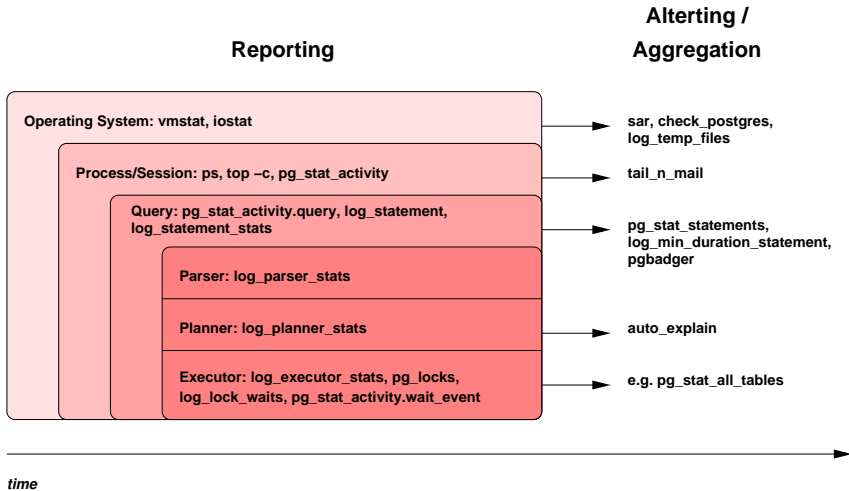 Alterting /
Reporting
Aggregation
Operating System: vmstat, iostat
sar, check_postgres,
log_temp_files
Process/Session: ps, top −c, pg_stat_activity
tail_n_mail
Query: pg_stat_activity.query, log_statement,
log_statement_stats
pg_stat_statements,
log_min_duration_statement,
pgbadger
Parser: log_parser_stats
Planner: log_planner_stats
auto_explain
Executor: log_executor_stats, pg_locks,
log_lock_waits, pg_stat_activity.wait_event
e.g. pg_stat_all_tables
time